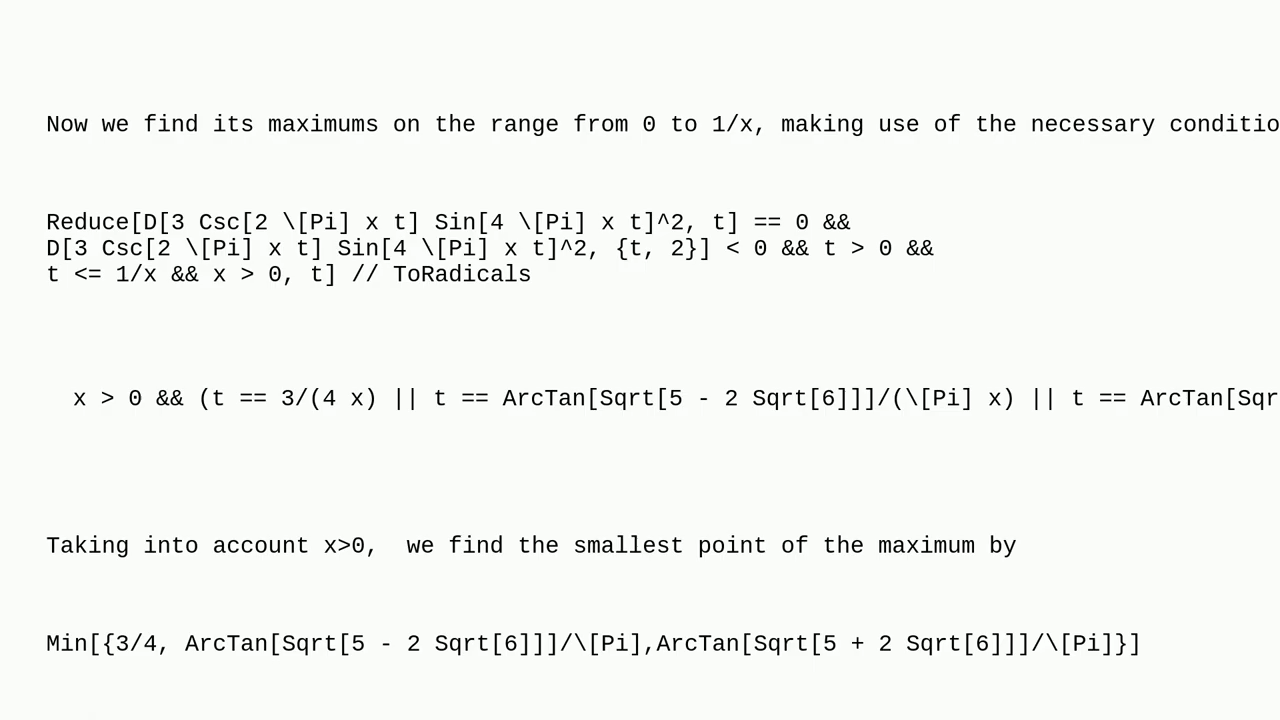 Now we find its maximums on the range from 0 to 1/x, making use of the necessary
Reduce[D[3 Csc[2 \[Pi] x t] Sin[4 \[Pi] x t]^2, t] == 0 &&
D[3 Csc[2 \[Pi] x t] Sin[4 \[Pi] x t]^2, {t, 2}] < 0 && t > 0 &&
t <= 1/x && x > 0, t] // ToRadicals
x > 0 && (t == 3/(4 x) || t == ArcTan[Sqrt[5 - 2 Sqrt[6]]]/(\[Pi] x) || t ==
Taking into account x>0,  we find the smallest point of the maximum by
Min[{3/4, ArcTan[Sqrt[5 - 2 Sqrt[6]]]/\[Pi],ArcTan[Sqrt[5 + 2 Sqrt[6]]]/\[Pi]}]